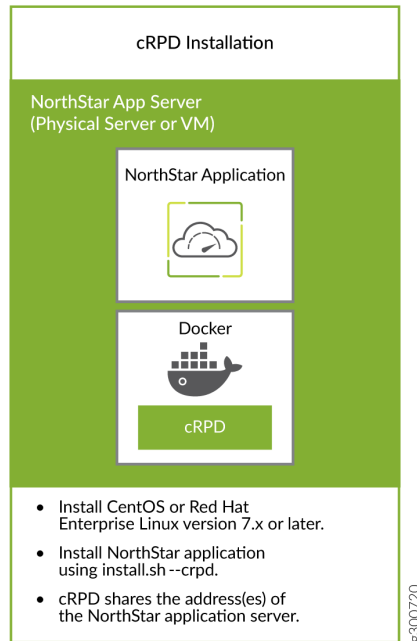 cRPD Installation
NorthStar App Server
(Physical Server or VM)
NorthStar Application
Docker
cRPD
• Install CentOS or Red Hat
Enterprise Linux version 7.x or later.
• Install NorthStar application
using install.sh --crpd.
• cRPD shares the address(es) of
the NorthStar application server.
g300720